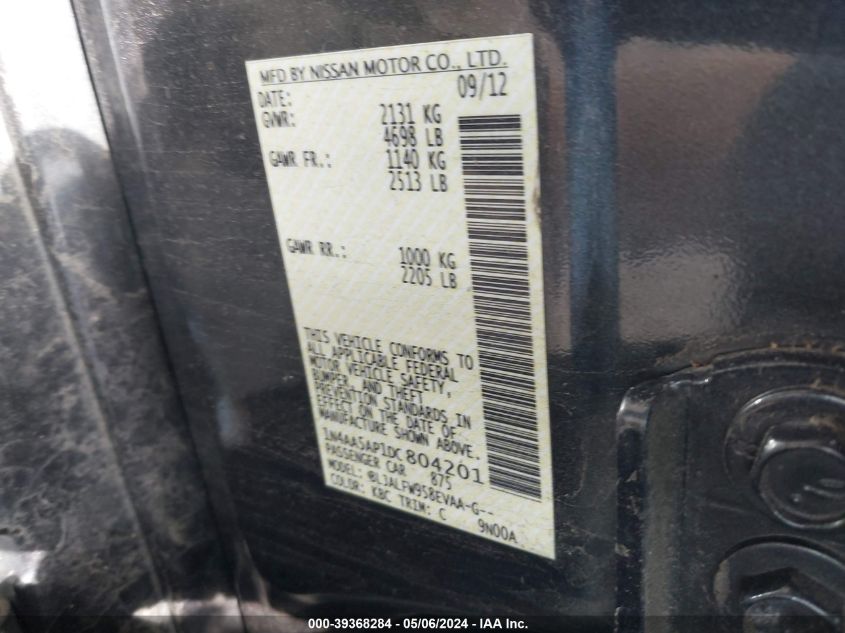 MFD BY NISSAN MOTOR CO., LTD.
DATE: 09/12
GVWR: 2131 KG
4698 LB
GAWR FR.: 1140 KG
2513 LB
GAWR RR.: 1000 KG
2205 LB
THIS VEHICLE CONFORMS TO
ALL APPLICABLE FEDERAL
MOTOR VEHICLE SAFETY,
BUMPER, AND THEFT
PREVENTION STANDARDS IN
EFFECT ON THE DATE OF
MANUFACTURE SHOWN ABOVE.
1N4AA5AP1DC804201
PASSENGER CAR 875
MODEL: BLJALFW958EVAA-G--
COLOR: KBC TRIM: C 9N00A
000-39368284 - 05/06/2024 - IAA Inc.